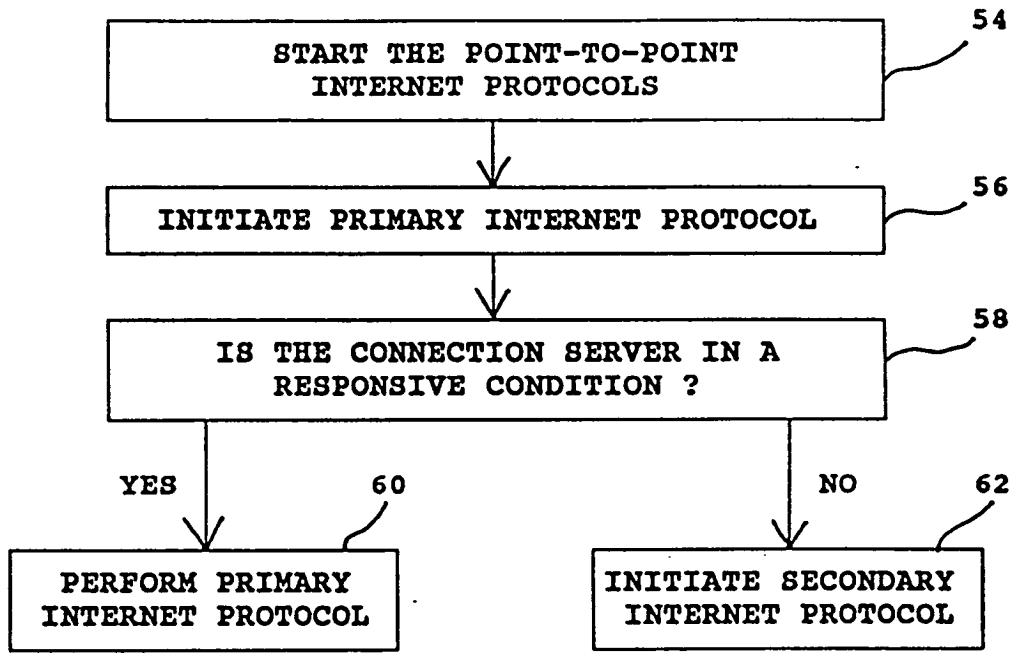 54
START THE POINT-TO-POINT
INTERNET PROTOCOLS
56
INITIATE PRIMARY INTERNET PROTOCOL
58
IS THE CONNECTION SERVER IN A
RESPONSIVE CONDITION ?
YES
60
NO
62
PERFORM PRIMARY
INTERNET PROTOCOL
INITIATE SECONDARY
INTERNET PROTOCOL